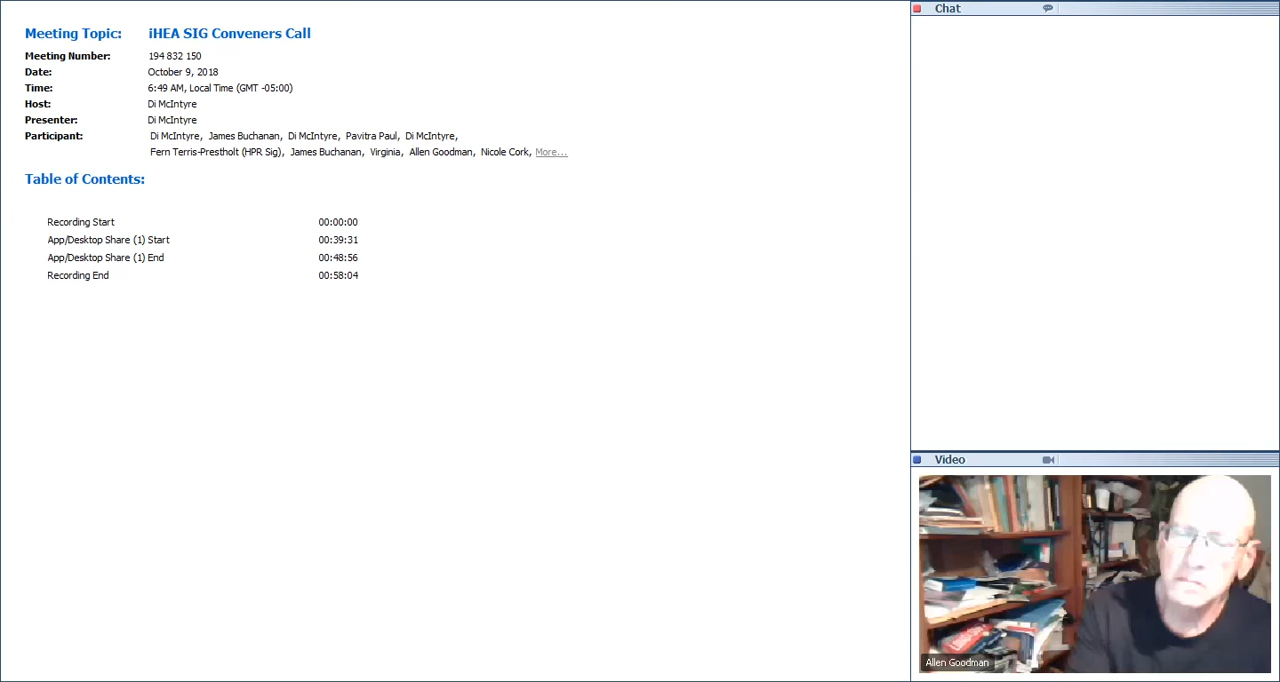 Meeting Topic: iHEA SIG Conveners Call
Meeting Number: 194 832 150
Date: October 9, 2018
Time: 6:49 AM, Local Time (GMT -05:00)
Host: Di McIntyre
Presenter: Di McIntyre
Participant: Di McIntyre, James Buchanan, Di McIntyre, Pavitra Paul, Di McIntyre,
Fern Terris-Prestholt (HPR Sig), James Buchanan, Virginia, Allen Goodman, Nicole Cork, More...
Table of Contents:
Recording Start 00:00:00
App/Desktop Share (1) Start 00:39:31
App/Desktop Share (1) End 00:48:56
Recording End 00:58:04
Chat
Video
Allen Goodman